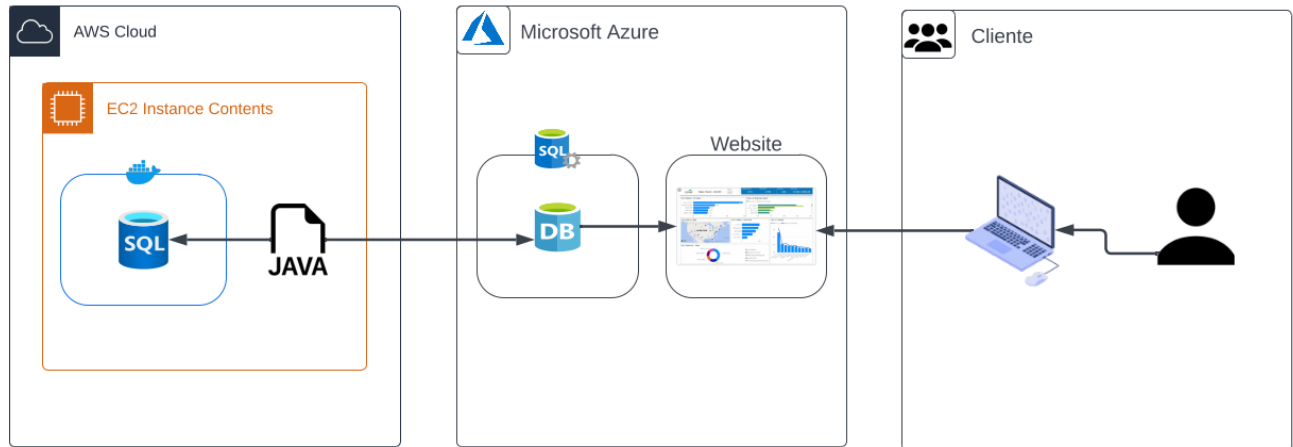 AWS Cloud
EC2 Instance Contents
SQL
JAVA
Microsoft Azure
SQL
DB
Website
Cliente